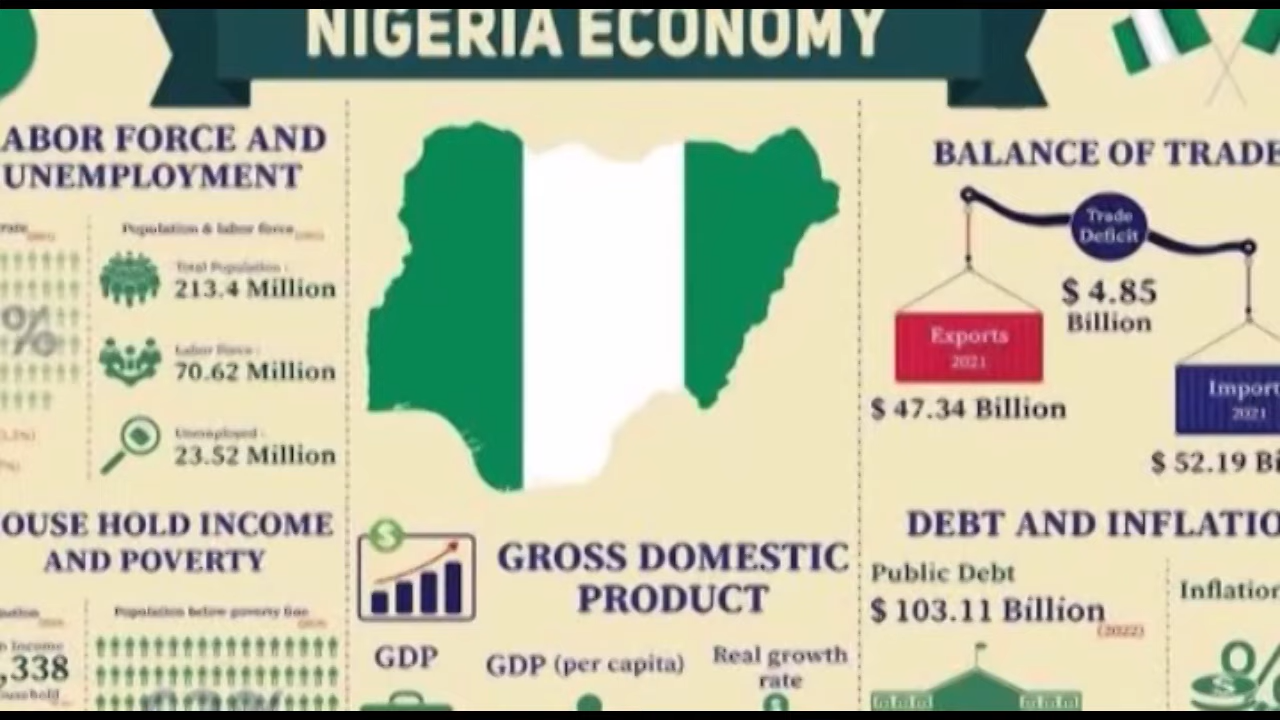 NIGERIA ECONOMY
ABOR FORCE AND
UNEMPLOYMENT
rate
Population & labor force
Total Population :
213.4 Million
%
Labor Force :
70.62 Million
Unemployed :
23.52 Million
OUSE HOLD INCOME
AND POVERTY
Population below poverty line
Income
,338
BALANCE OF TRADE
Trade
Deficit
$ 4.85
Billion
Exports
2021
$ 47.34 Billion
Import
2021
$ 52.19 Bi
GROSS DOMESTIC
PRODUCT
GDP
GDP (per capita)
Real growth
rate
$
DEBT AND INFLATIO
Public Debt
$ 103.11 Billion
(2022)
Inflation
%
$